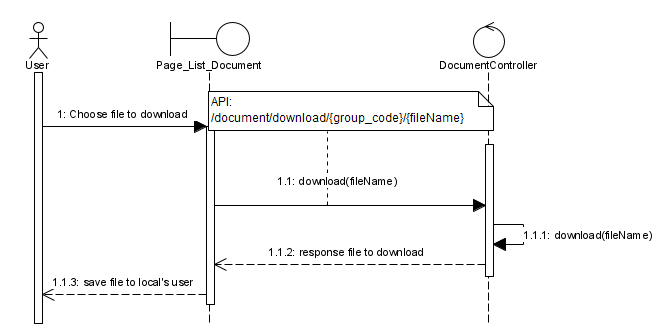 User
Page_List_Document
DocumentController
API:
/document/download/{group_code}/{fileName}
1: Choose file to download
1.1: download(fileName)
1.1.1: download(fileName)
1.1.2: response file to download
1.1.3: save file to local's user